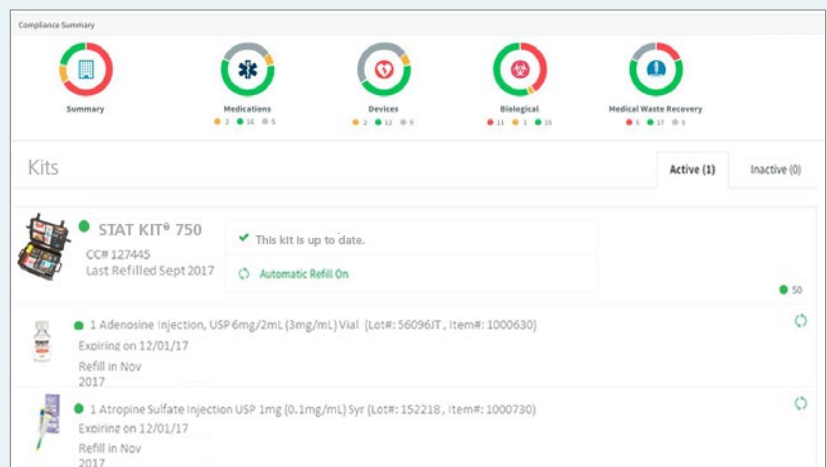 Compliance Summary
Summary
Medications
2 16 5
Devices
2 12 9
Biological
11 1 15
Medical Waste Recovery
5 17 5
Kits
Active (1)
Inactive (0)
STAT KIT® 750
CC# 127445
Last Refilled Sept 2017
This kit is up to date.
Automatic Refill On
50
1 Adenosine Injection, USP 6mg/2mL (3mg/mL) Vial (Lot#: 56096JT, Item#: 1000630)
Expiring on 12/01/17
Refill in Nov
2017
1 Atropine Sulfate Injection USP 1mg (0.1mg/mL) Syr (Lot#: 152218, Item#: 1000730)
Expiring on 12/01/17
Refill in Nov
2017